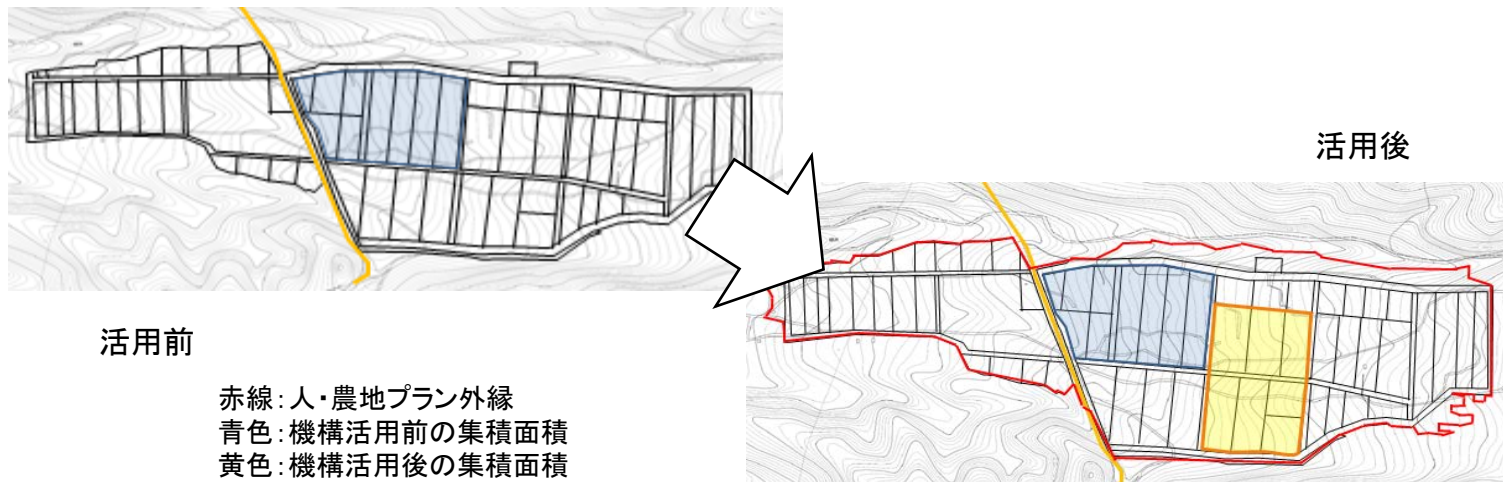 活用後
活用前
赤線：人・農地プラン外縁
青色：機構活用前の集積面積
黄色：機構活用後の集積面積